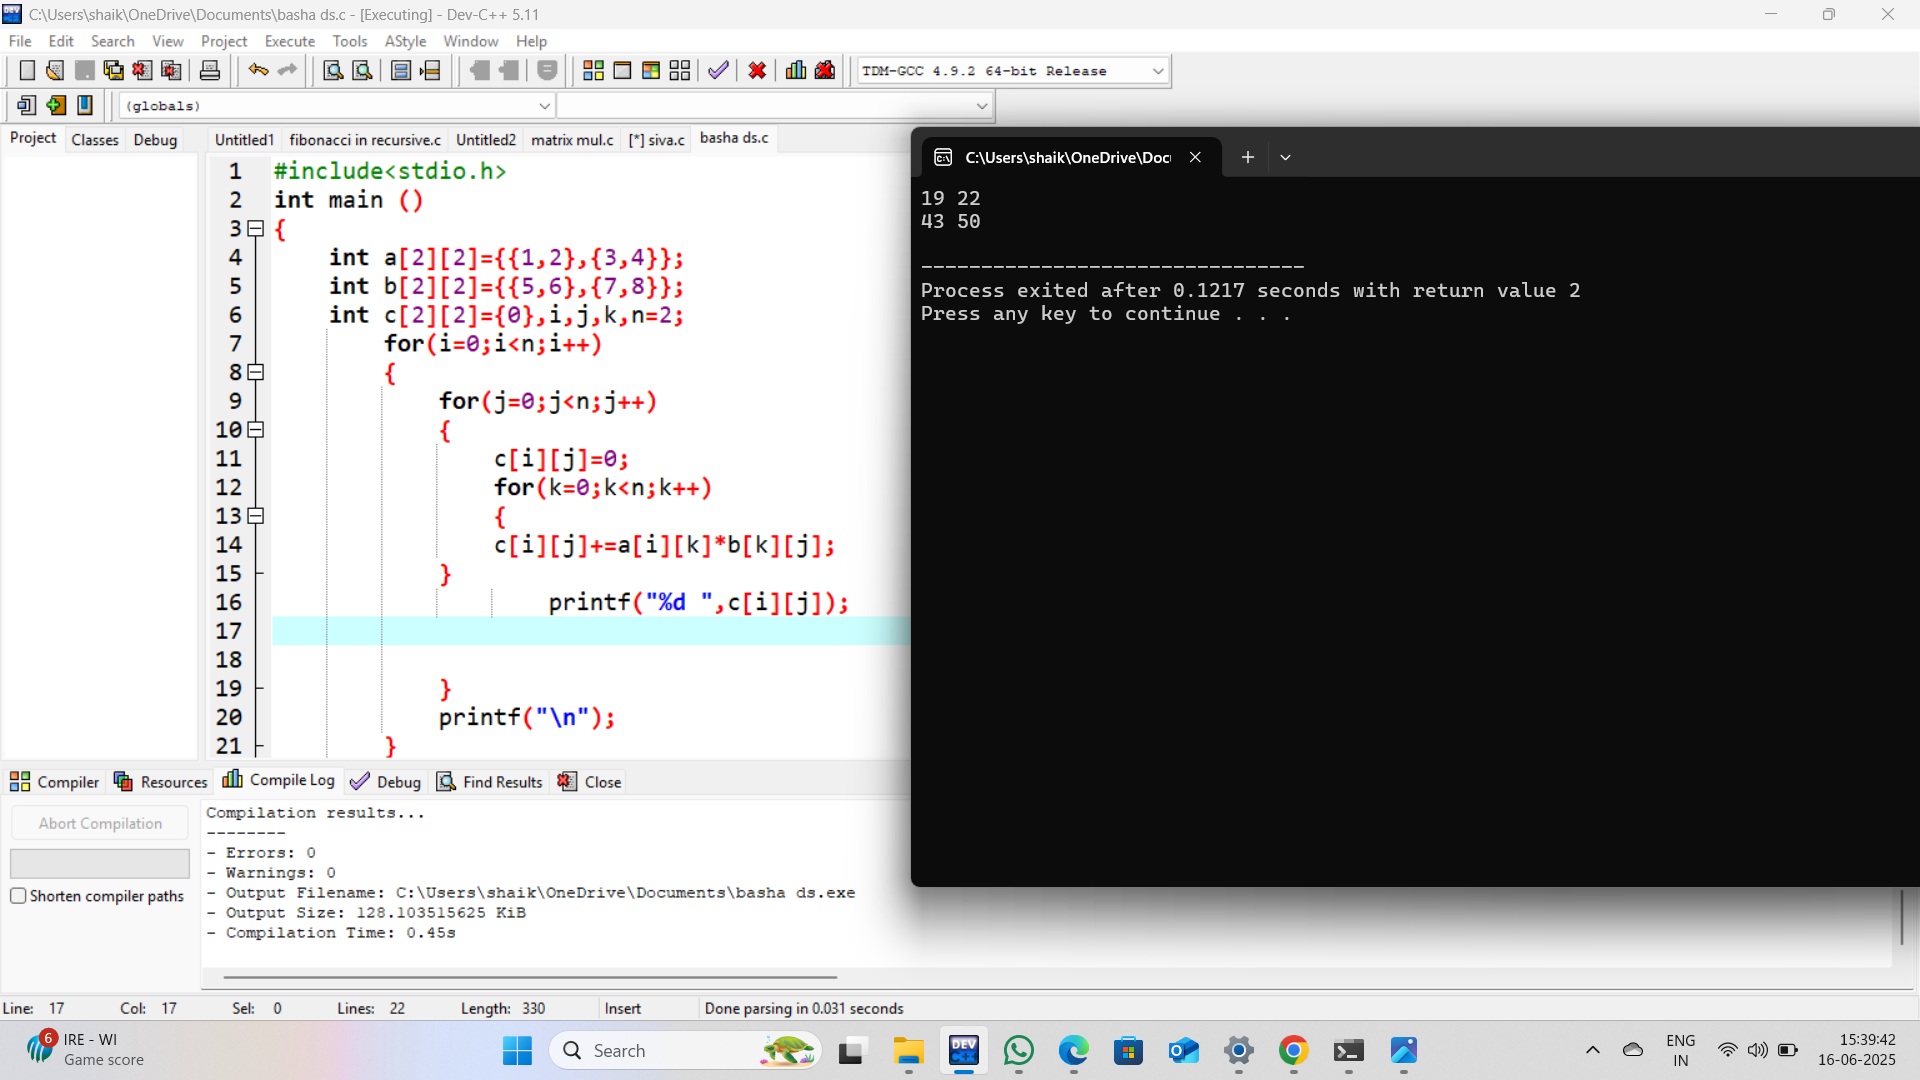 C:\Users\shaik\OneDrive\Documents\basha ds.c - [Executing] - Dev-C++ 5.11
File Edit Search View Project Execute Tools AStyle Window Help
TDM-GCC 4.9.2 64-bit Release
(globals)
Project Classes Debug
Untitled1 fibonacci in recursive.c Untitled2 matrix mul.c [*] siva.c basha ds.c
1 #include<stdio.h>
2 int main ()
3 {
4 int a[2][2]={{1,2},{3,4}};
5 int b[2][2]={{5,6},{7,8}};
6 int c[2][2]={0},i,j,k,n=2;
7 for(i=0;i<n;i++)
8 {
9 for(j=0;j<n;j++)
10 {
11 c[i][j]=0;
12 for(k=0;k<n;k++)
13 {
14 c[i][j]+=a[i][k]*b[k][j];
15 }
16 printf("%d ",c[i][j]);
17
18
19 }
20 printf("\n");
21 }
C:\Users\shaik\OneDrive\Doc
19 22
43 50
--------------------------------
Process exited after 0.1217 seconds with return value 2
Press any key to continue . . .
Compiler Resources Compile Log Debug Find Results Close
Abort Compilation
Shorten compiler paths
Compilation results...
--------
- Errors: 0
- Warnings: 0
- Output Filename: C:\Users\shaik\OneDrive\Documents\basha ds.exe
- Output Size: 128.103515625 KiB
- Compilation Time: 0.45s
Line: 17 Col: 17 Sel: 0 Lines: 22 Length: 330 Insert Done parsing in 0.031 seconds
6
IRE - WI
Game score
Search
DEV
C++
ENG
IN
15:39:42
16-06-2025